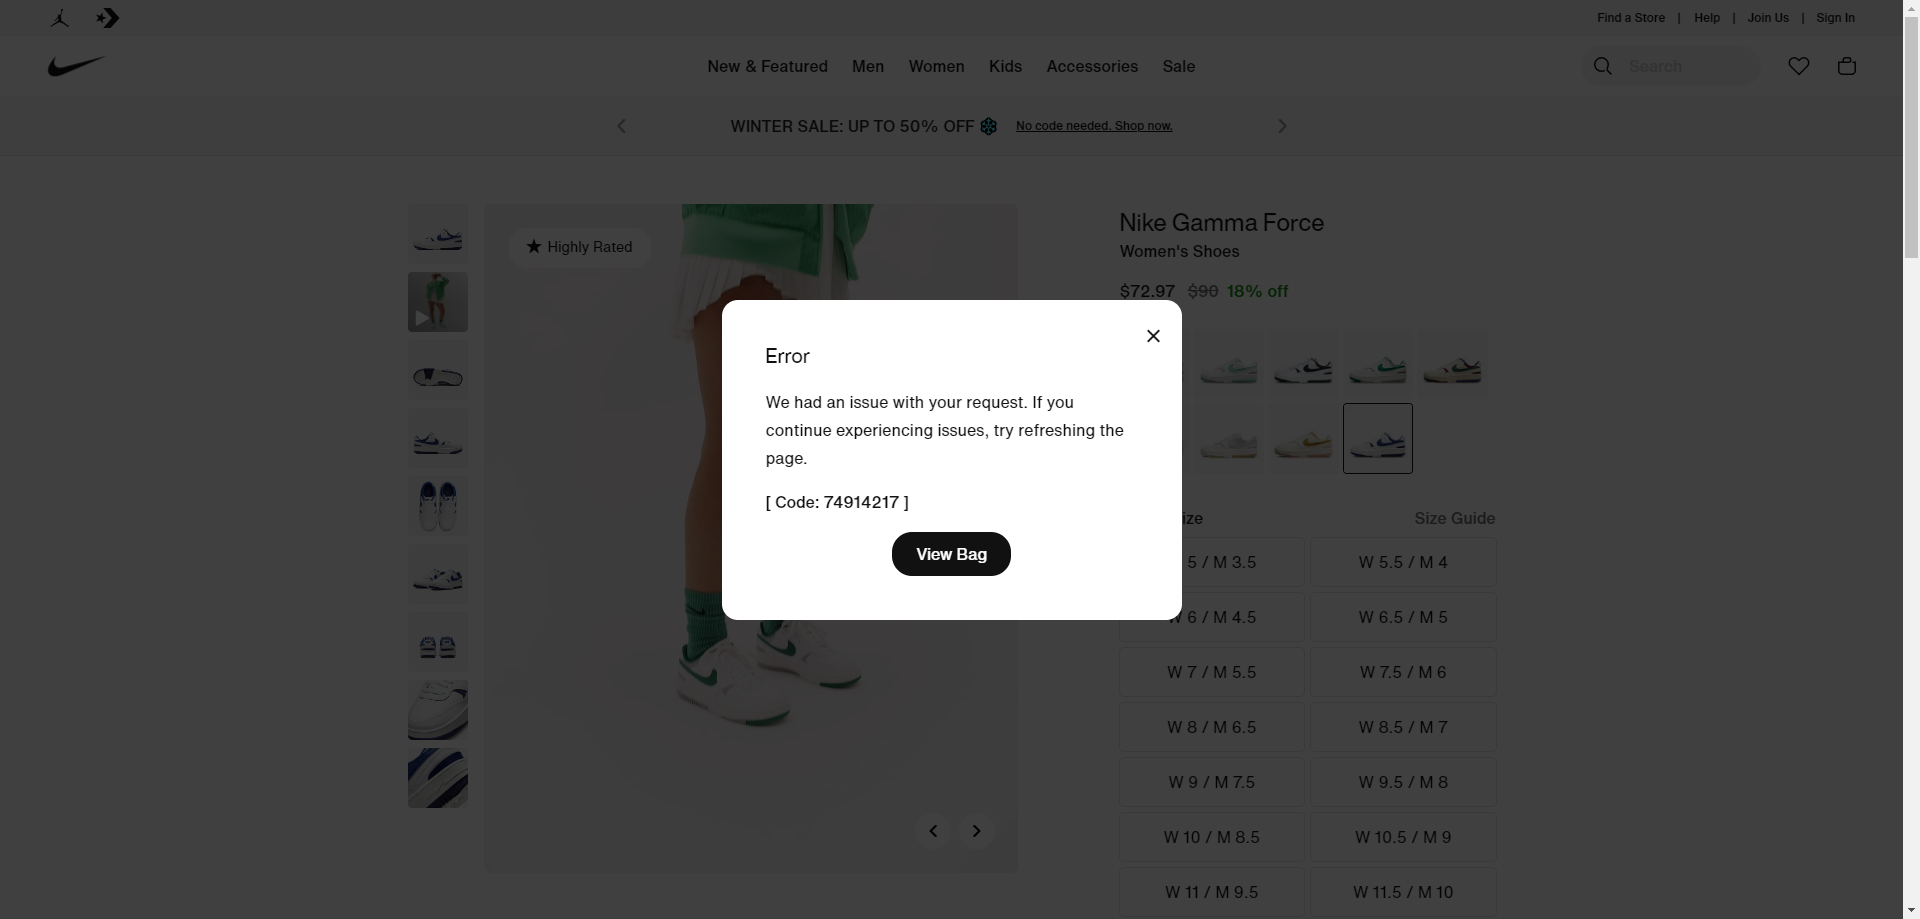 Find a Store | Help | Join Us | Sign In
New & Featured Men Women Kids Accessories Sale
Search
WINTER SALE: UP TO 50% OFF No code needed. Shop now.
Highly Rated
Nike Gamma Force
Women's Shoes
$72.97 $90 18% off
Error
We had an issue with your request. If you
continue experiencing issues, try refreshing the
page.
[ Code: 74914217 ]
View Bag
ize Size Guide
5 / M 3.5 W 5.5 / M 4
W 6 / M 4.5 W 6.5 / M 5
W 7 / M 5.5 W 7.5 / M 6
W 8 / M 6.5 W 8.5 / M 7
W 9 / M 7.5 W 9.5 / M 8
W 10 / M 8.5 W 10.5 / M 9
W 11 / M 9.5 W 11.5 / M 10